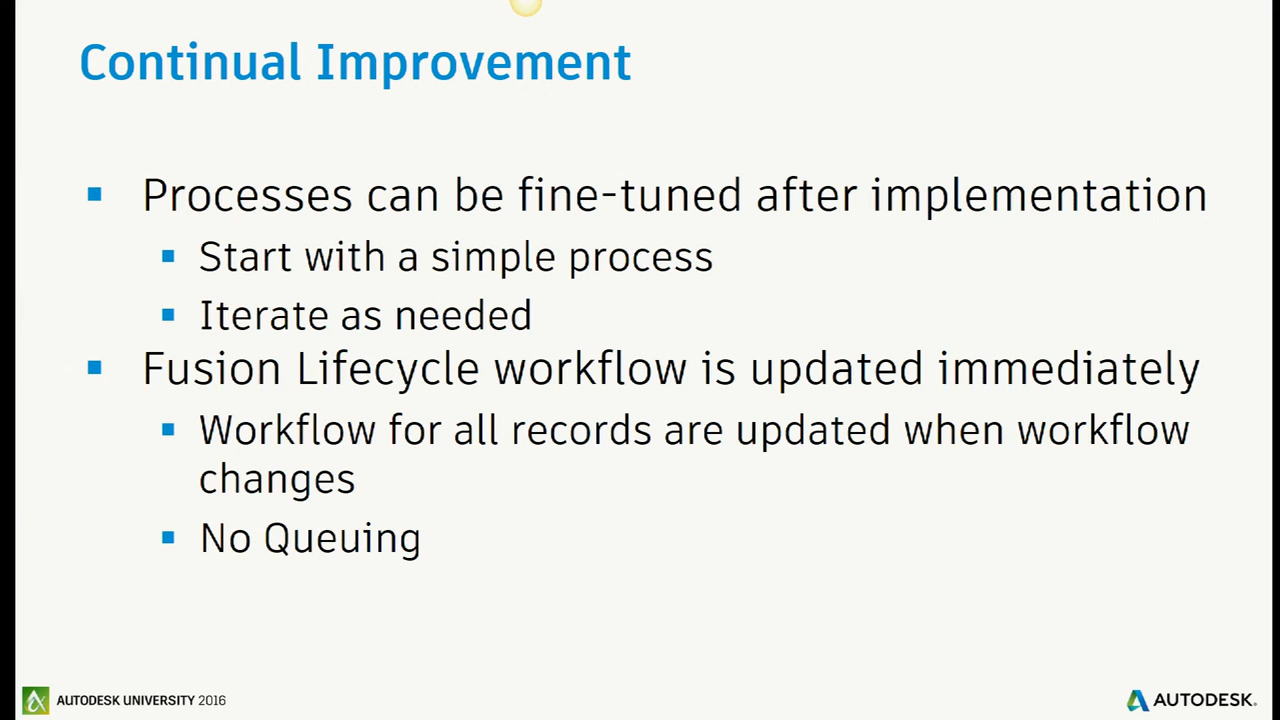 Continual Improvement
Processes can be fine-tuned after implementation
Start with a simple process
Iterate as needed
Fusion Lifecycle workflow is updated immediately
Workflow for all records are updated when workflow
changes
No Queuing
AUTODESK UNIVERSITY 2016
AUTODESK.